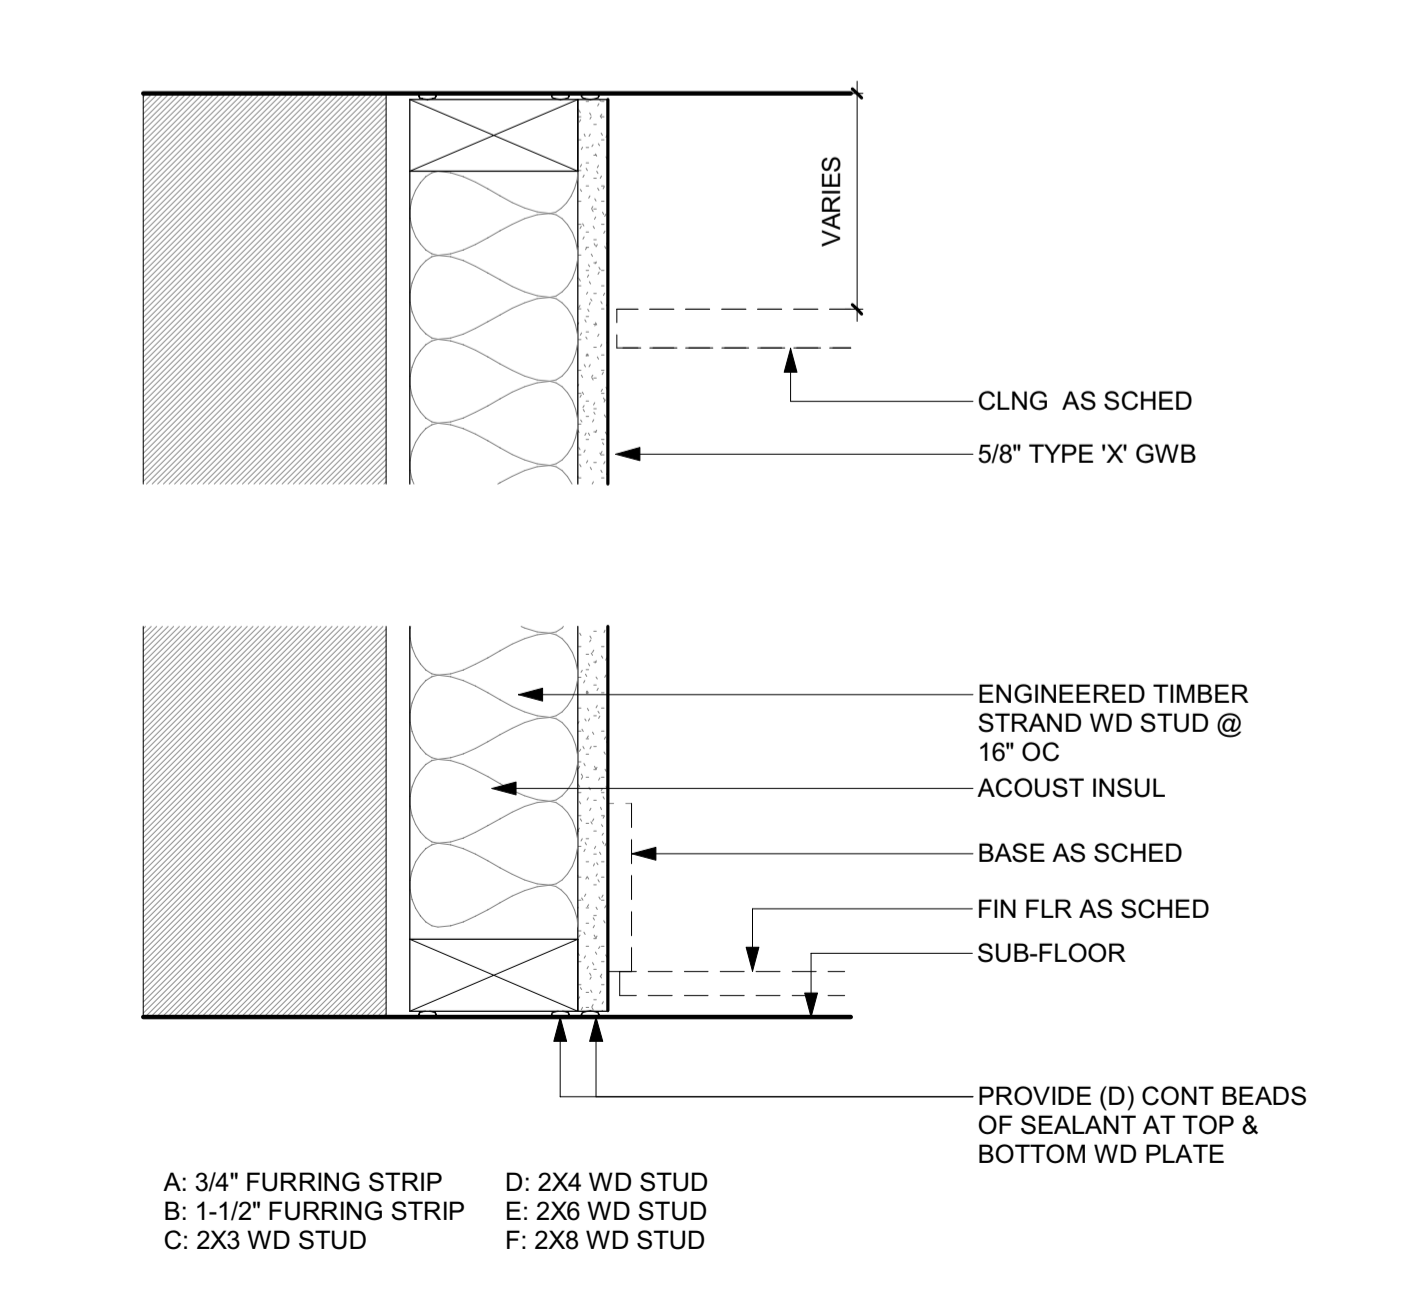 VARIES
CLNG  AS SCHED
5/8" TYPE 'X' GWB
ENGINEERED TIMBER
STRAND WD STUD @
16" OC
ACOUST INSUL
BASE AS SCHED
FIN FLR AS SCHED
SUB-FLOOR
PROVIDE (D) CONT BEADS
OF SEALANT AT TOP &
BOTTOM WD PLATE
A: 3/4" FURRING STRIP
B: 1-1/2" FURRING STRIP
C: 2X3 WD STUD
D: 2X4 WD STUD
E: 2X6 WD STUD
F: 2X8 WD STUD